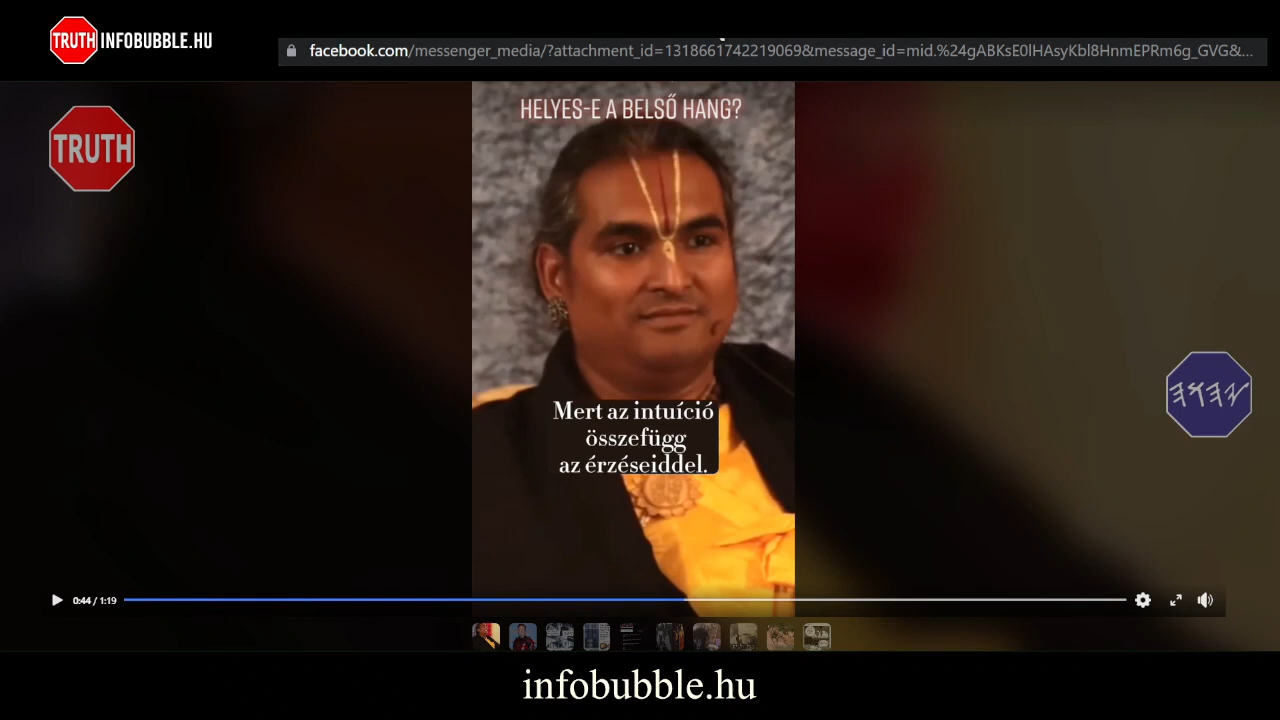 TRUTH INFOBUBBLE.HU
facebook.com/messenger_media/?attachment_id=1318661742219069&message_id=mid.%24gABKsE0lHAsyKbl8HnmEPRm6g_GVG&...
HELYES-E A BELSŐ HANG?
TRUTH
Mert az intuíció
összefügg
az érzéseiddel.
0:44 / 1:19
infobubble.hu